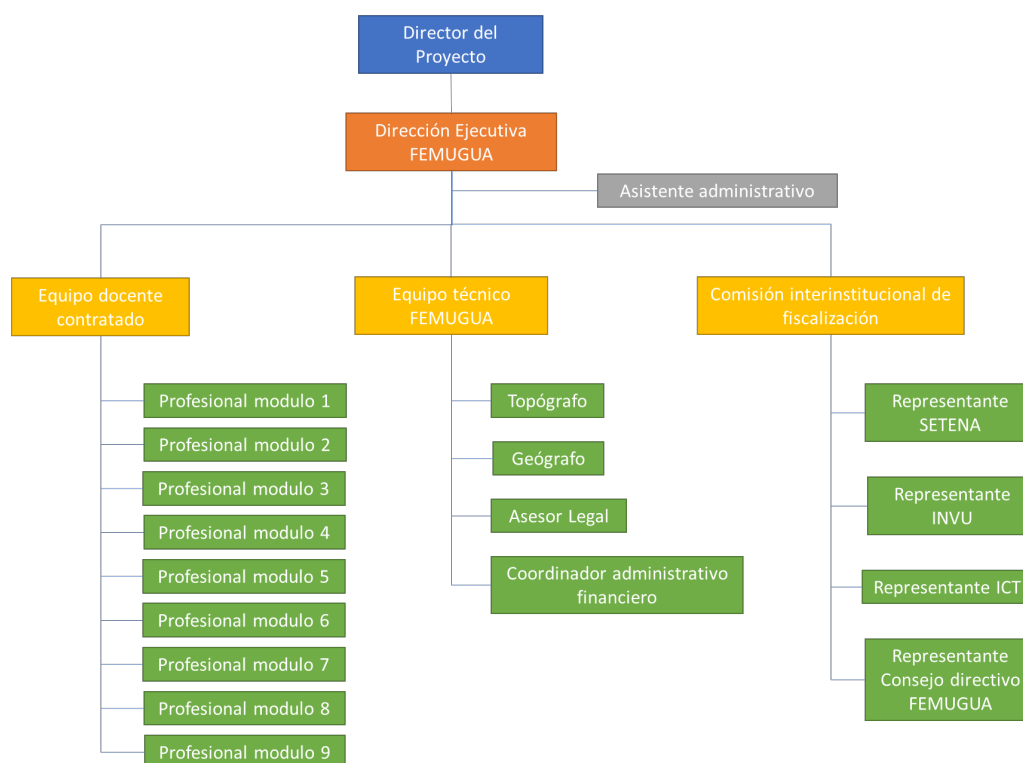 Director del
Proyecto
Dirección Ejecutiva
FEMUGUA
Asistente administrativo
Equipo docente
contratado
Equipo técnico
FEMUGUA
Comisión interinstitucional de
fiscalización
Profesional modulo 1
Profesional modulo 2
Profesional modulo 3
Profesional modulo 4
Profesional modulo 5
Profesional modulo 6
Profesional modulo 7
Profesional modulo 8
Profesional modulo 9
Topógrafo
Geógrafo
Asesor Legal
Coordinador administrativo
financiero
Representante
SETENA
Representante
INVU
Representante ICT
Representante
Consejo directivo
FEMUGUA